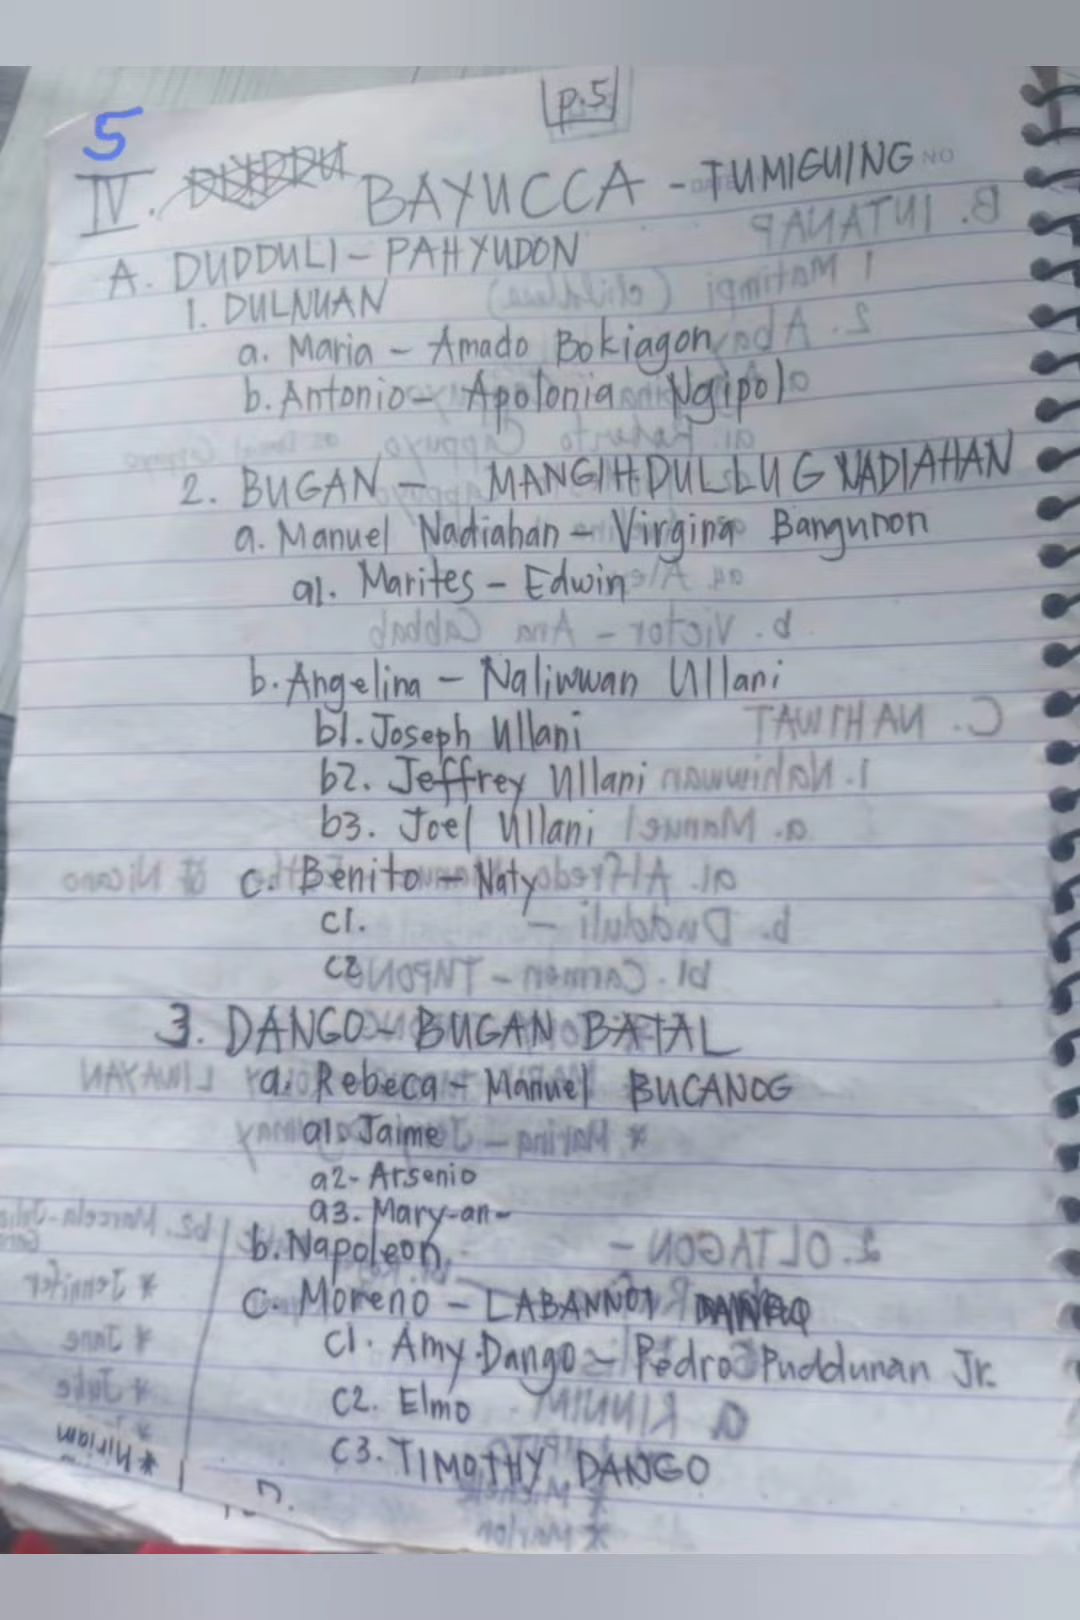 p.5
5
IV. BAYUCCA - TUMIGUING
A. DUDDULI - PAHYUDON
1. DULNUAN
a. Maria - Amado Bokiagon
b. Antonio - Apolonia Ngipol
2. BUGAN - MANGIHDULLUG NADIAHAN
a. Manuel Nadiahan - Virgina Bangunon
a1. Marites - Edwin
b. Angelina - Naliwwan Ullani
b1. Joseph Ullani
b2. Jeffrey Ullani
b3. Joel Ullani
c. Benito - Naty
c1.
c2
3. DANGO - BUGAN BATAL
a. Rebeca - Manuel BUCANOG
a1. Jaime
a2- Arsenio
a3. Mary-an-
b. Napoleon
c. Moreno - LABANNOY
c1. Amy Dango - Pedro Puddunan Jr.
c2. Elmo
c3. TIMOTHY DANGO